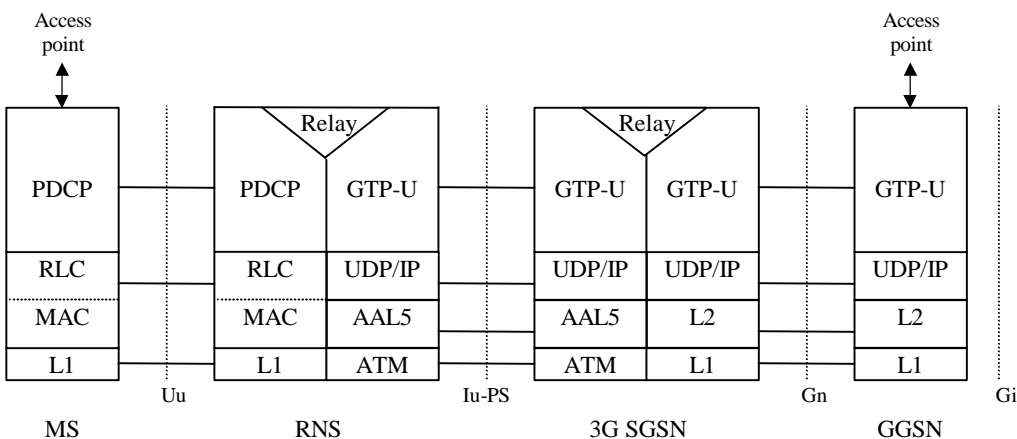 Access
point
Access
point
Relay
Relay
PDCP
PDCP
GTP-U
GTP-U
GTP-U
GTP-U
RLC
RLC
UDP/IP
UDP/IP
UDP/IP
UDP/IP
MAC
MAC
AAL5
AAL5
L2
L2
L1
L1
ATM
ATM
L1
L1
Uu
Iu-PS
Gn
Gi
MS
RNS
3G SGSN
GGSN